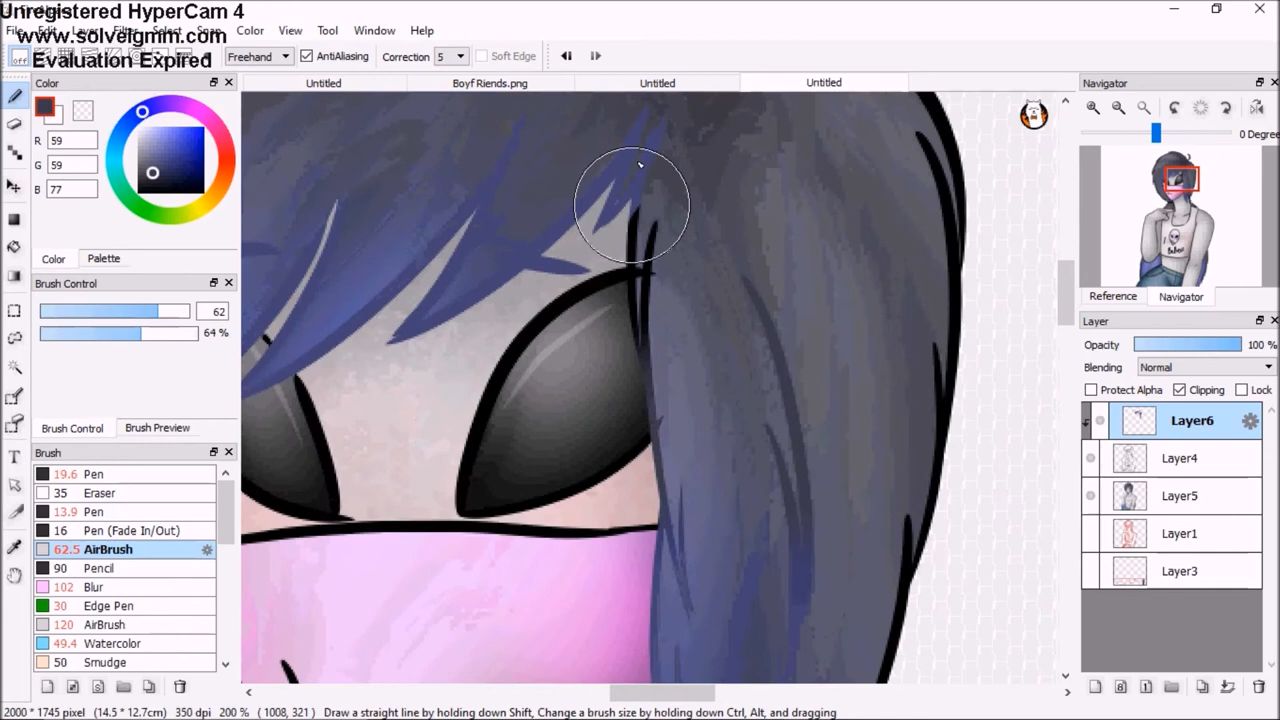 Unregistered HyperCam 4
www.solveigmm.com
Evaluation Expired
Color View Tool Window Help
off Freehand AntiAliasing Correction 5 Soft Edge
Color
R 59
G 59
B 77
Color Palette
Brush Control
62
64 %
Brush Control Brush Preview
Brush
19.6 Pen
35 Eraser
13.9 Pen
16 Pen (Fade In/Out)
62.5 AirBrush
90 Pencil
102 Blur
30 Edge Pen
120 AirBrush
49.4 Watercolor
50 Smudge
Untitled Boyf Riends.png Untitled Untitled
Navigator
0 Degree
Reference Navigator
Layer
Opacity 100 %
Blending Normal
Protect Alpha Clipping Lock
Layer6
Layer4
Layer5
Layer1
Layer3
2000 * 1745 pixel (14.5 * 12.7cm) 350 dpi 200 % ( 1008, 321 ) Draw a straight line by holding down Shift, Change a brush size by holding down Ctrl, Alt, and dragging